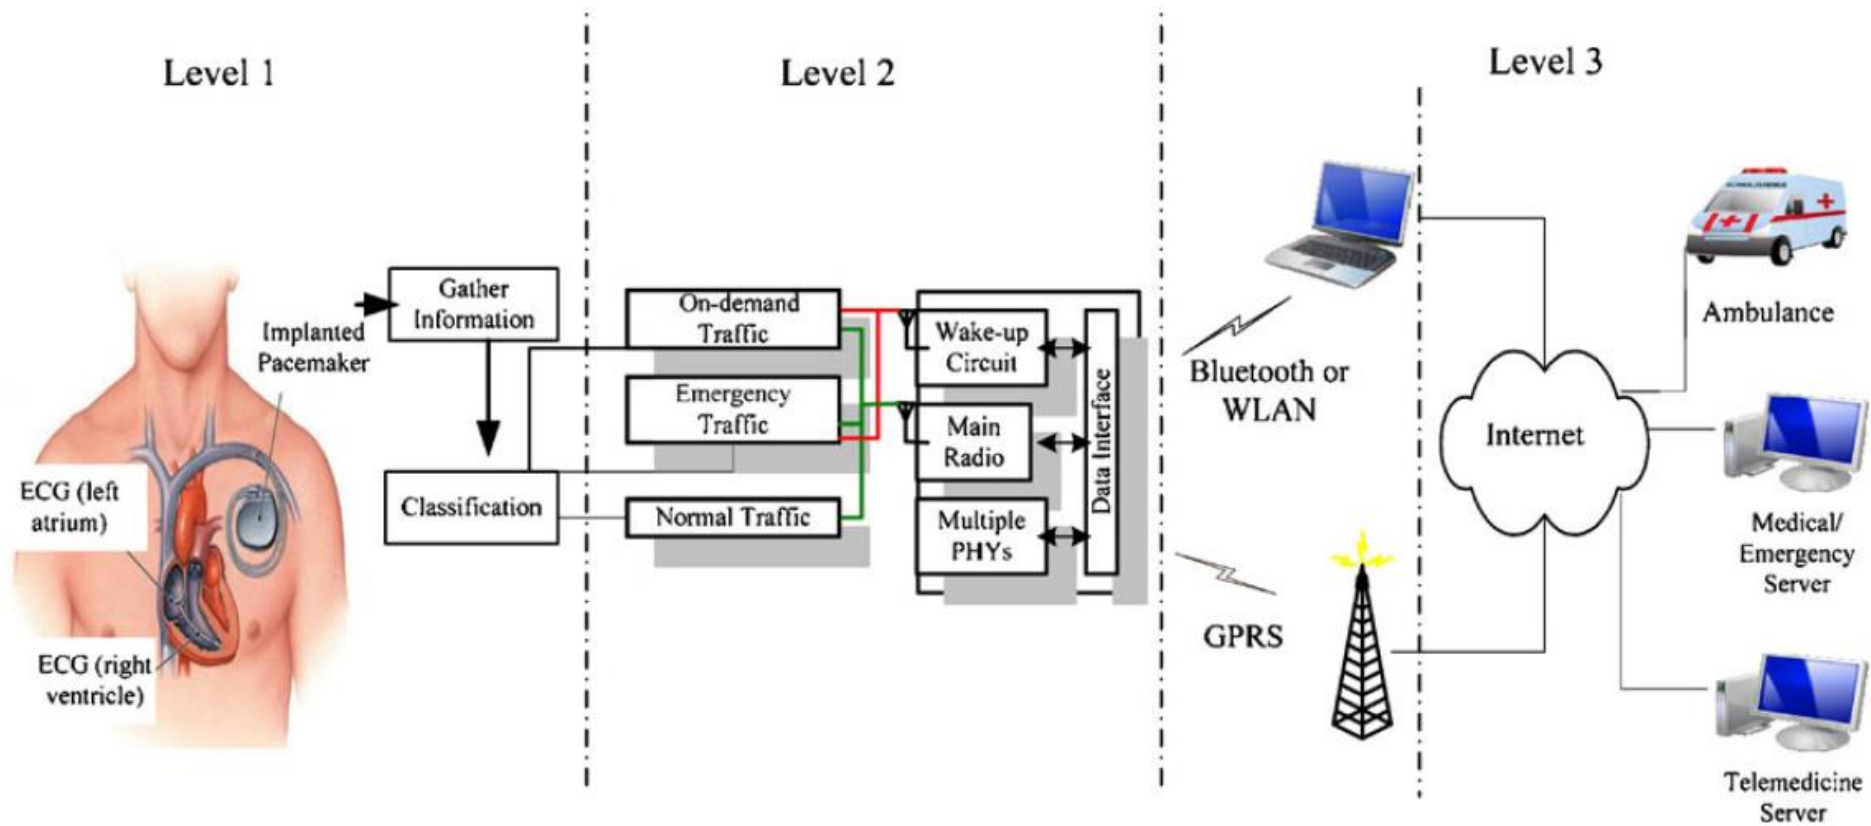 Level 1
Level 2
Level 3
Gather
Information
Implanted
Pacemaker
ECG (left
atrium)
Classification
ECG (right
ventricle)
On-demand
Traffic
Emergency
Traffic
Normal Traffic
Wake-up
Circuit
Main
Radio
Multiple
PHYs
Data Interface
Bluetooth or
WLAN
GPRS
Internet
AMBULANCE
Ambulance
Medical/
Emergency
Server
Telemedicine
Server